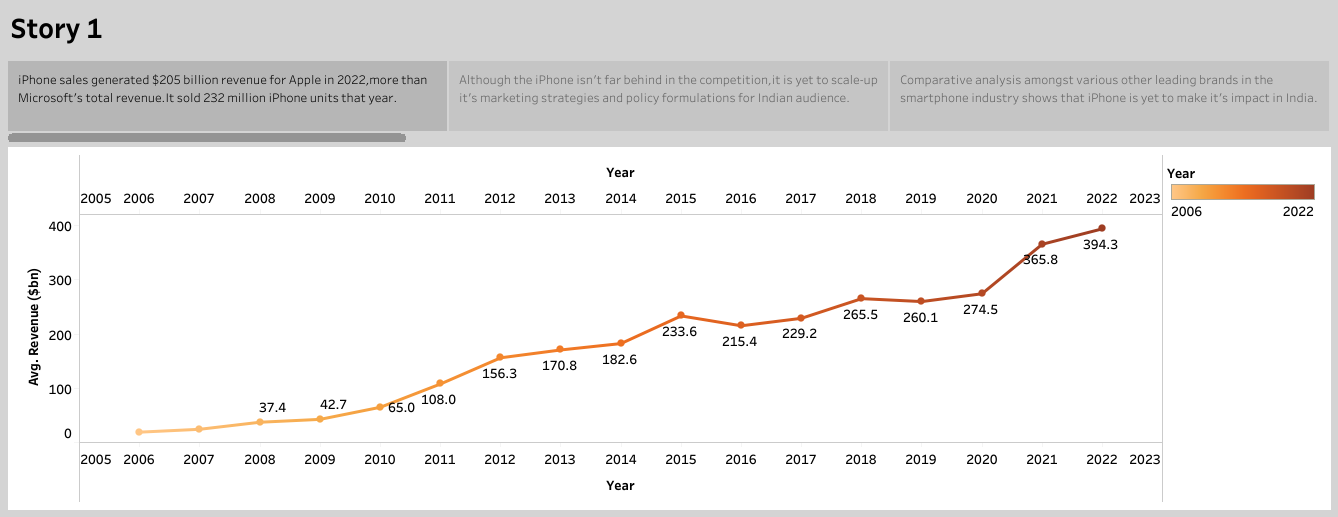 Story 1
iPhone sales generated $205 billion revenue for Apple in 2022,more than
Microsoft's total revenue.It sold 232 million iPhone units that year.
Although the iPhone isn't far behind in the competition,it is yet to scale-up
it's marketing strategies and policy formulations for Indian audience.
Comparative analysis amongst various other leading brands in the
smartphone industry shows that iPhone is yet to make it's impact in India.
Year
2005 2006 2007 2008 2009 2010 2011 2012 2013 2014 2015 2016 2017 2018 2019 2020 2021 2022 2023
Avg. Revenue ($bn)
400
300
200
100
0
37.4
42.7
65.0
108.0
156.3
170.8
182.6
233.6
215.4
229.2
265.5
260.1
274.5
365.8
394.3
2005 2006 2007 2008 2009 2010 2011 2012 2013 2014 2015 2016 2017 2018 2019 2020 2021 2022 2023
Year
Year
2006 2022